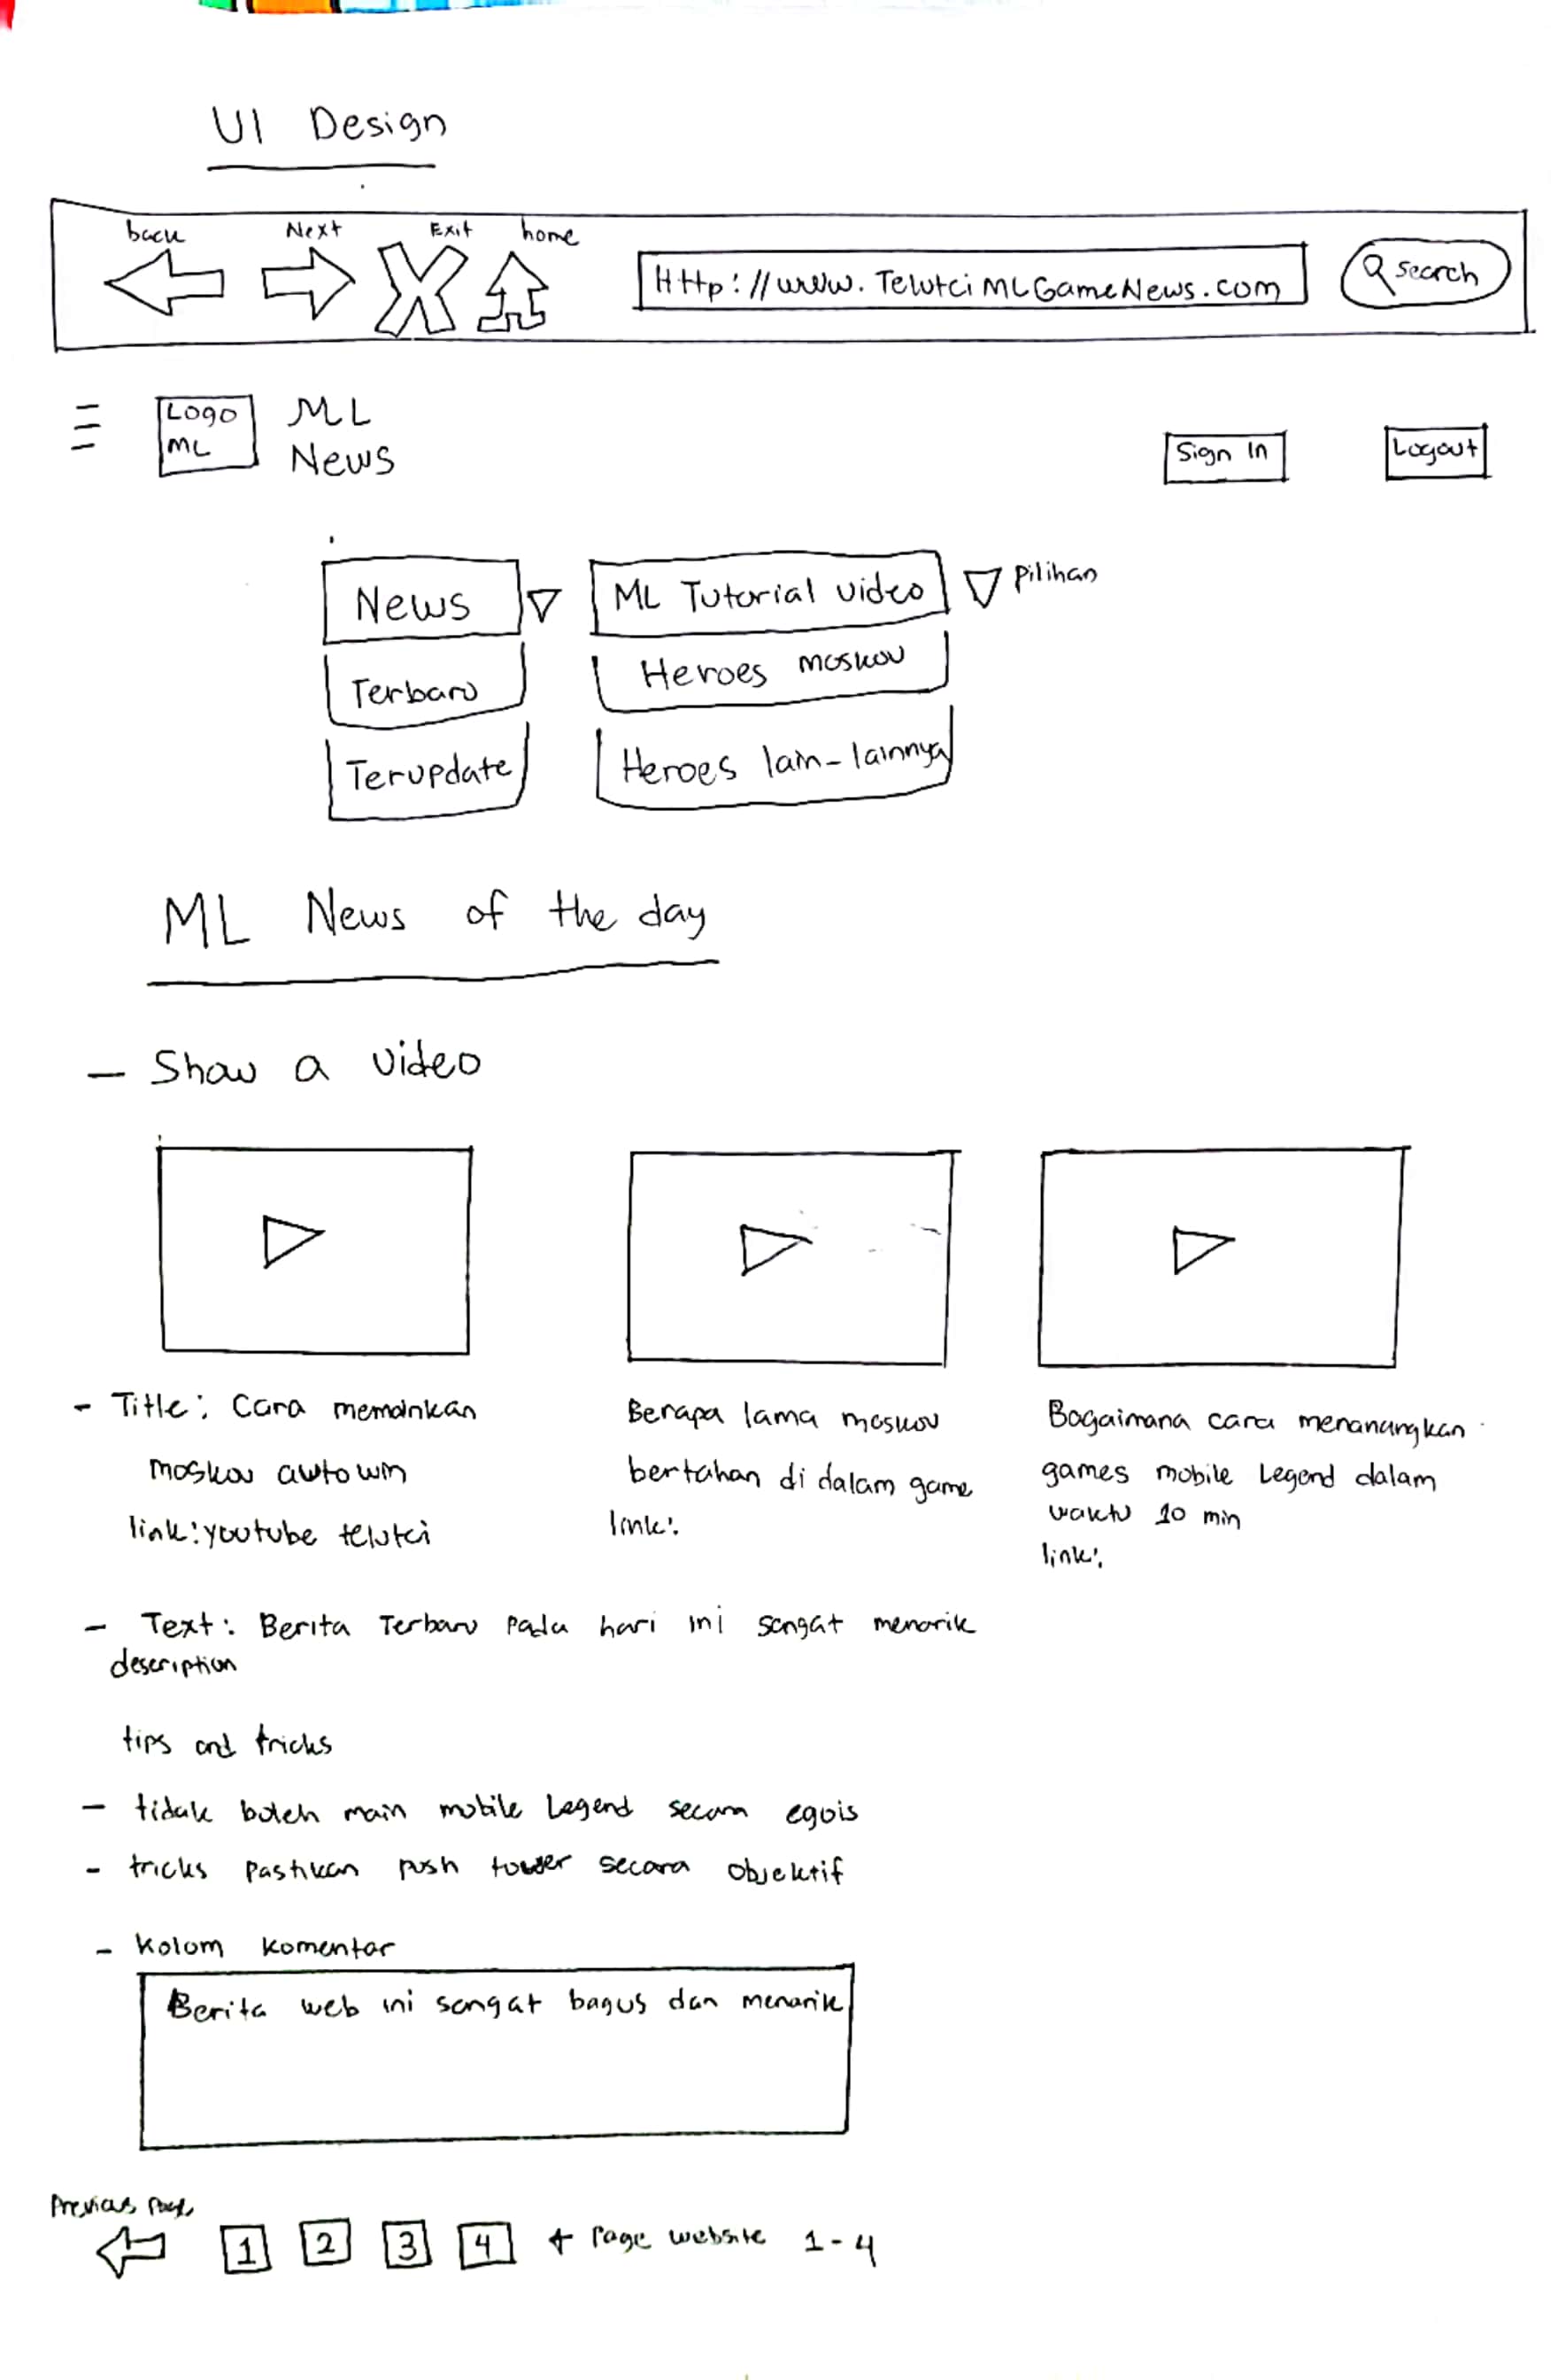 UI Design
back Next Exit home
Http://www.TelutciMLGameNews.com
Search
Logo ML
ML News
Sign In
Logout
News
ML Tutorial video
Pilihan
Terbaru
Heroes moskov
Terupdate
Heroes lain-lainnya
ML News of the day
- Show a video
- Title: Cara memainkan
moskov auto win
link: youtube telutci
Berapa lama moskov
bertahan di dalam game
link:
Bagaimana cara menanangkan
games mobile Legend dalam
waktu 10 min
link:
- Text: Berita Terbaru Pada hari ini sangat menarik
description
tips and tricks
- tidak boleh main mobile Legend secara egois
- tricks Pastikan push tower secara objektif
- Kolom Komentar
Berita web ini sangat bagus dan menarik
Previous Page
1 2 3 4 + Page website 1-4